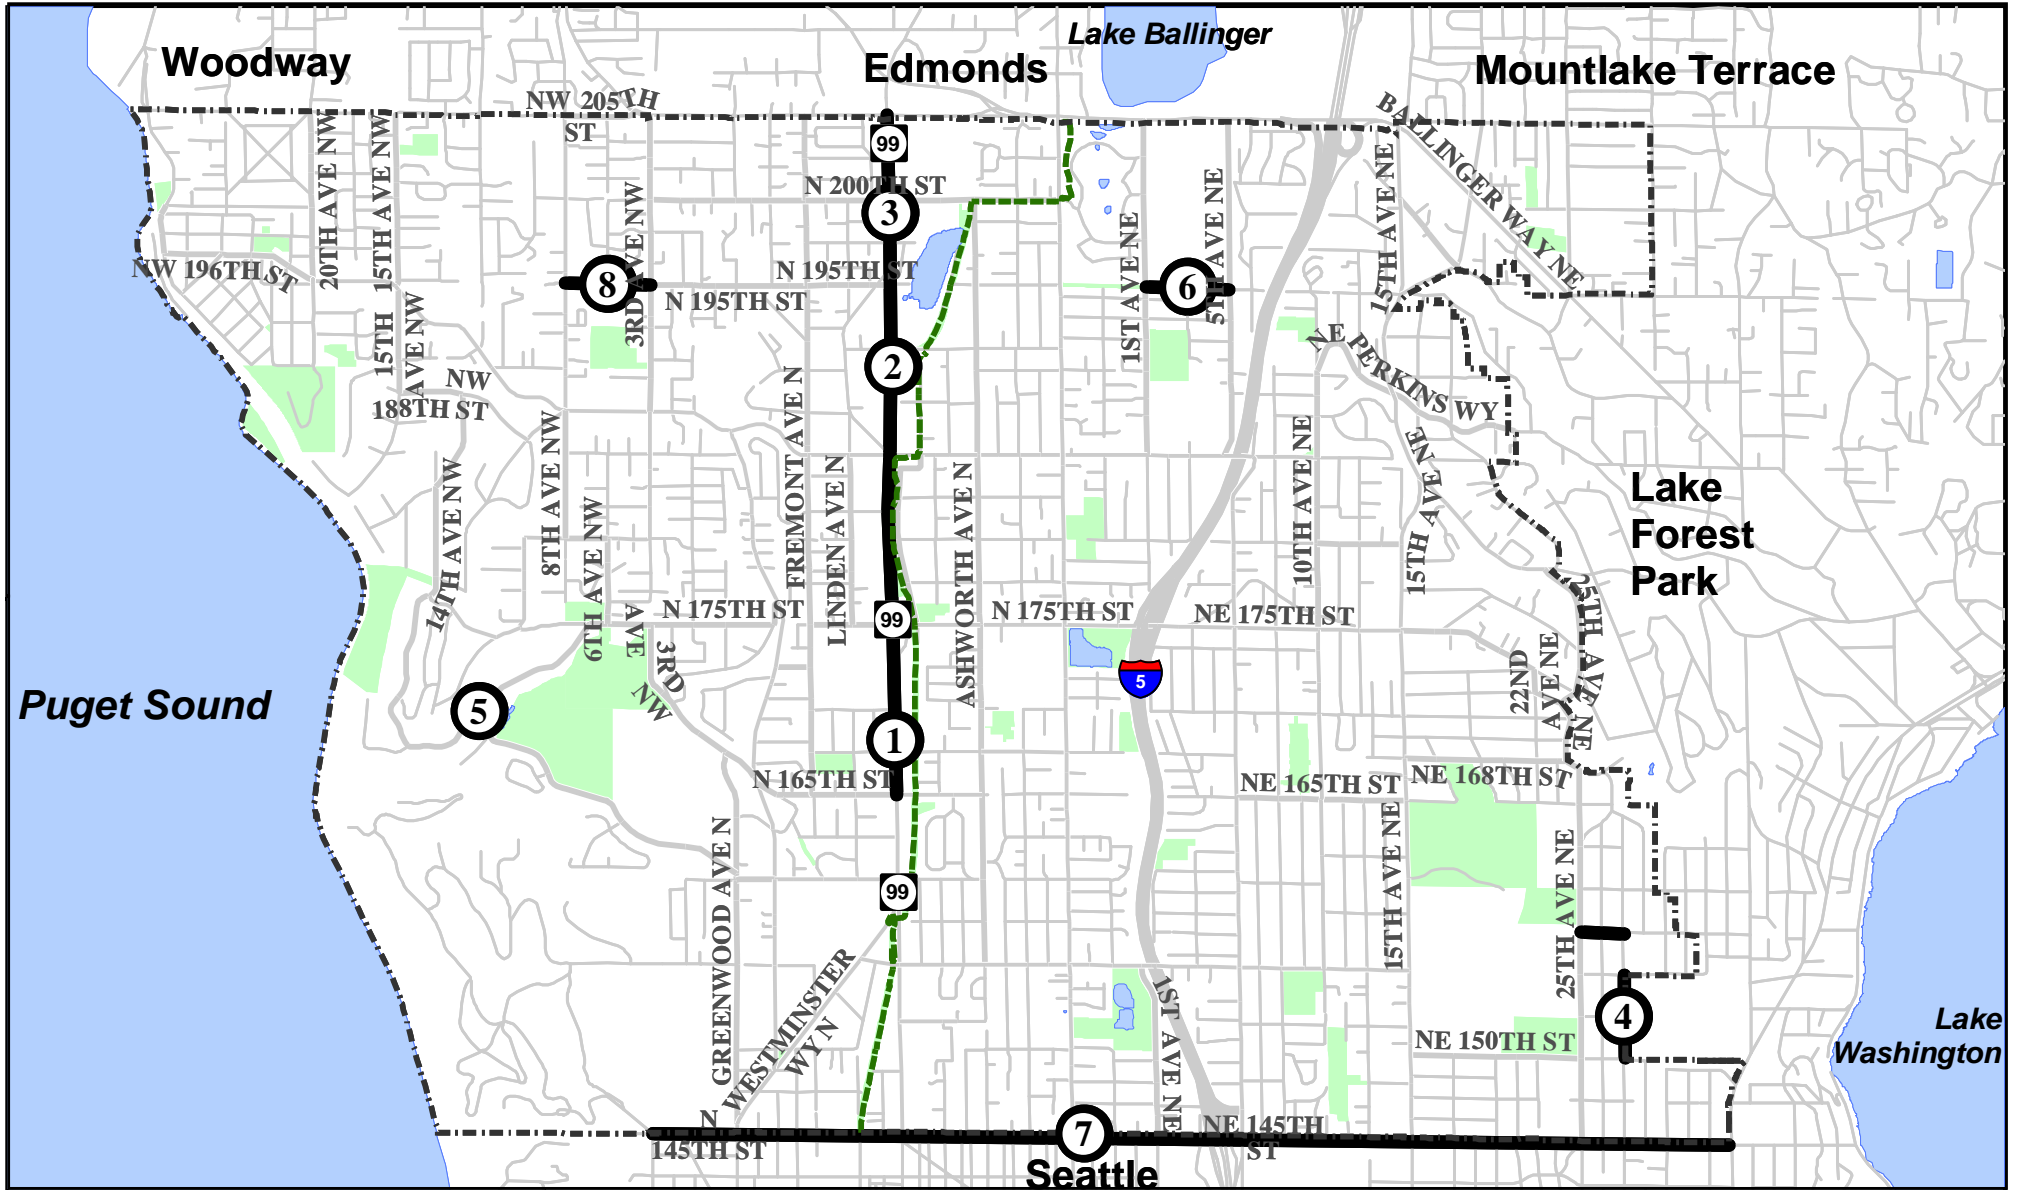 Lake Ballinger
Woodway
Edmonds
Mountlake Terrace
NW 205TH
ST
BALLINGER WAY NE
99
20TH AVE NW
15TH AVE NW
15TH AVE NE
N 200TH ST
3
3RD AVE NW
1ST AVE NE
5TH AVE NE
NW 196TH ST
N 195TH ST
8
N 195TH ST
6
15TH
AVE NW
NE PERKINS WY
2
NW
188TH ST
FREMONT AVE N
8TH AVE NW
10TH AVE NE
15TH AVE NE
14TH AVE NW
LINDEN AVE N
ASHWORTH AVE N
Lake
Forest
Park
6TH AVE NW
25TH AVE NE
N 175TH ST
99
N 175TH ST
NE 175TH ST
3RD
AVE
NW
22ND
AVE NE
5
Puget Sound
5
1
N 165TH ST
NE 165TH ST
NE 168TH ST
GREENWOOD AVE N
15TH AVE NE
25TH AVE NE
99
WESTMINSTER
WY N
1ST AVE NE
4
Lake
Washington
NE 150TH ST
N
145TH ST
7
NE 145TH
ST
Seattle